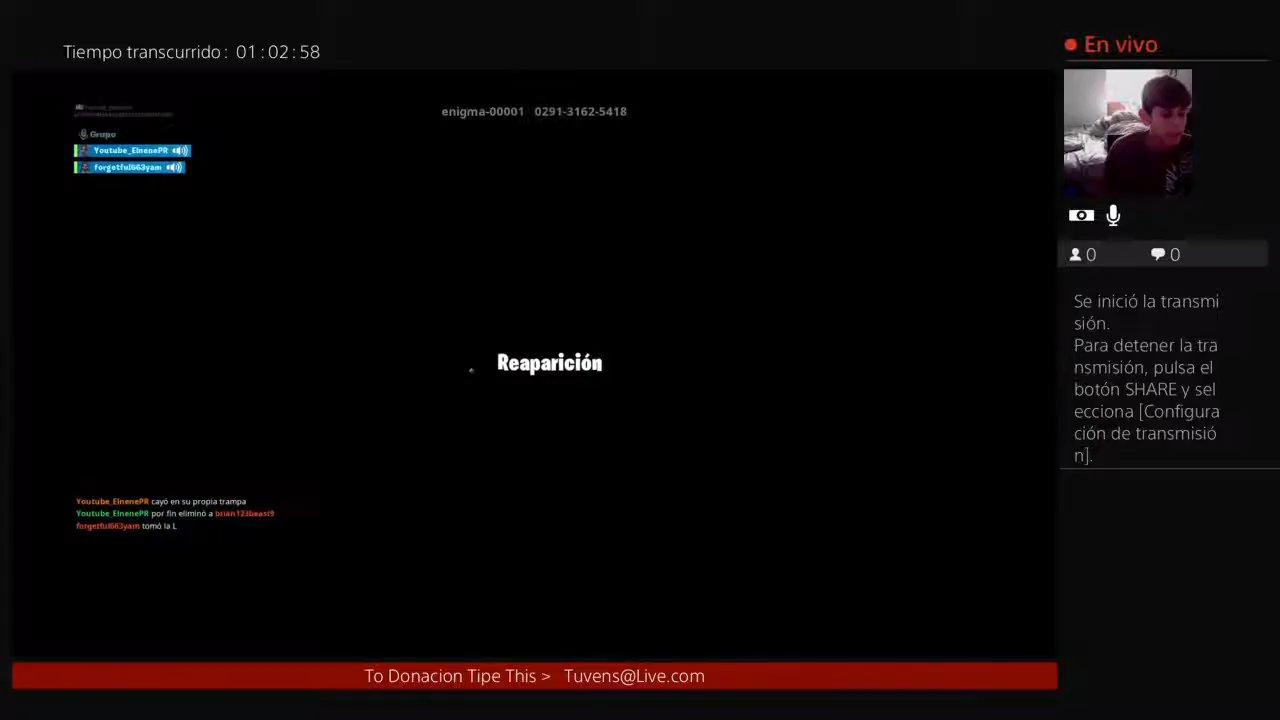 Tiempo transcurrido: 01:02:58
En vivo
enigma-00001 0291-3162-5418
Grupo
Youtube_ElnenePR
forgetful663yam
0 0
Se inició la transmi
sión.
Para detener la tra
nsmisión, pulsa el
botón SHARE y sel
ecciona [Configura
ción de transmisió
n].
Reaparición
Youtube_ElnenePR cayó en su propia trampa
Youtube_ElnenePR por fin eliminó a brian123beast9
forgetful663yam tomó la L
To Donacion Tipe This > Tuvens@Live.com